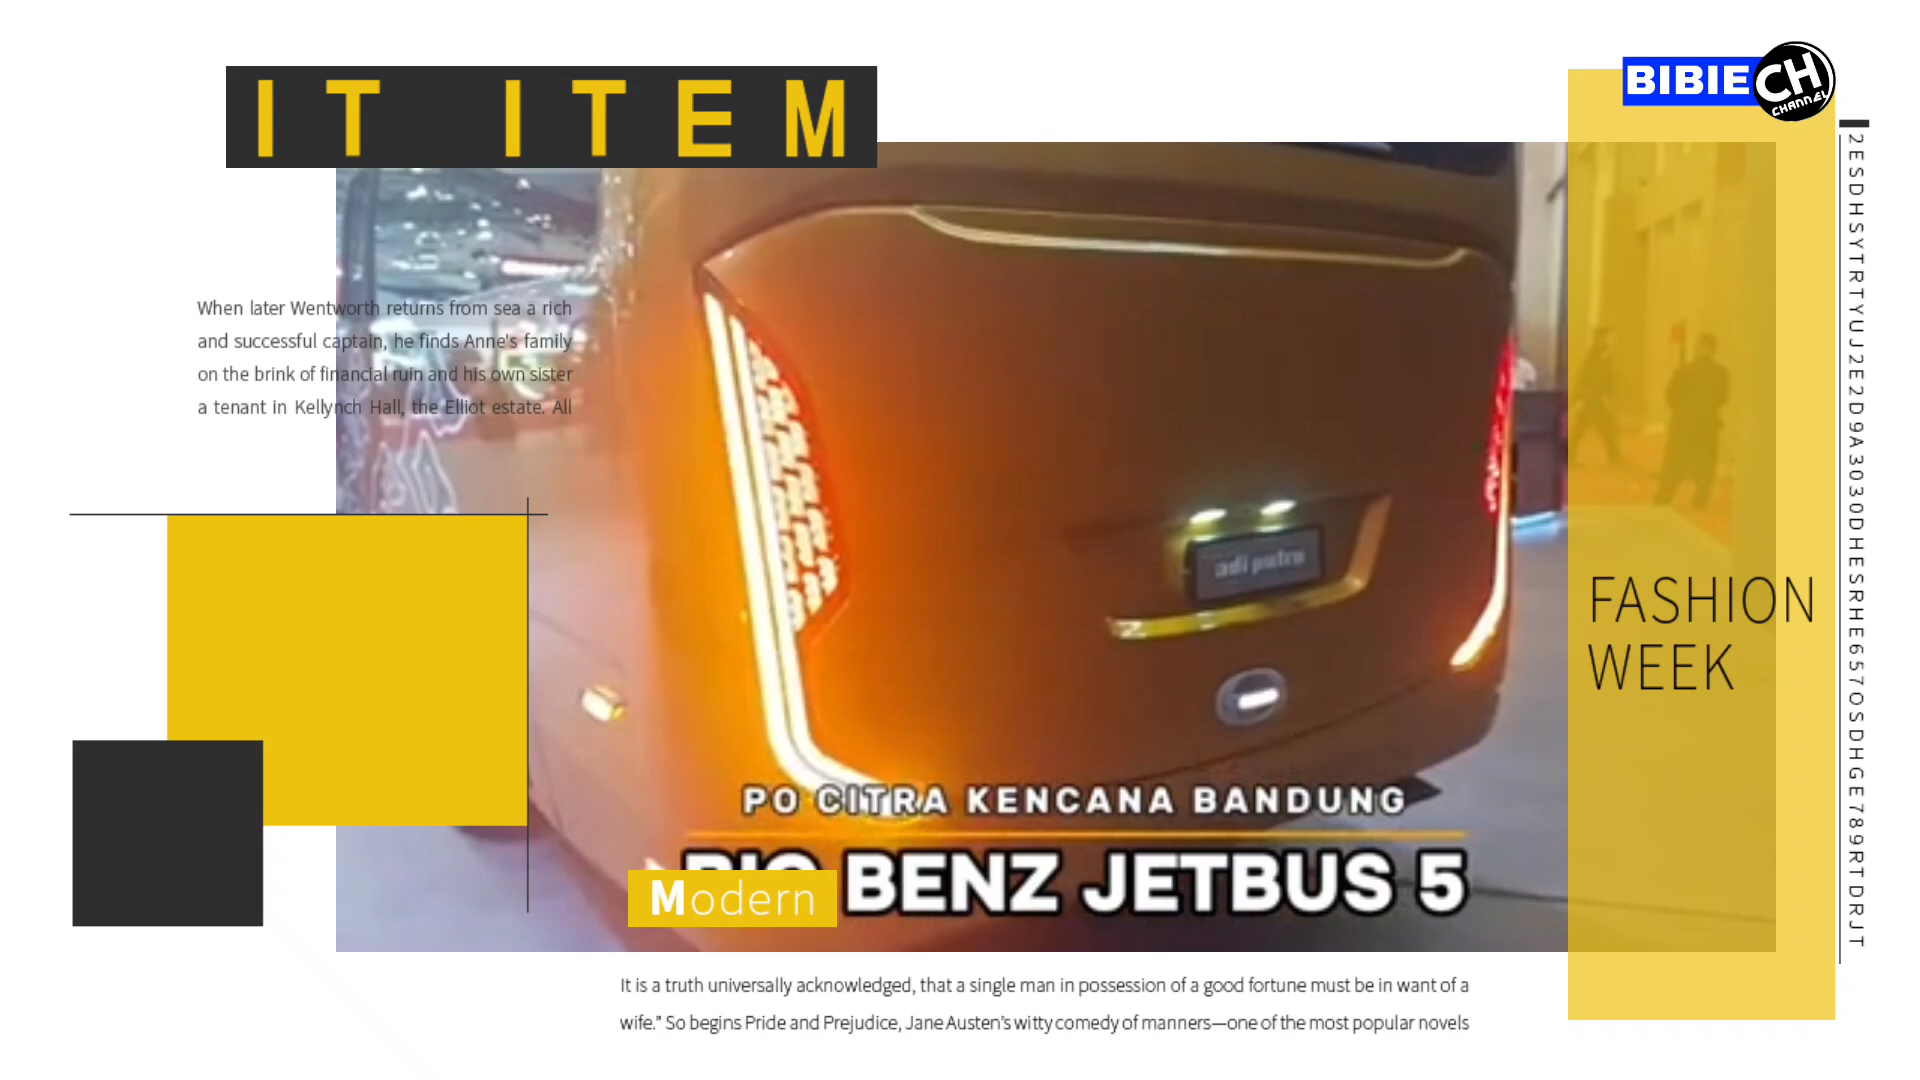 IT ITEM
BIBIE CH
CHANNEL
When later Wentworth returns from sea a rich
and successful captain, he finds Anne's family
on the brink of financial ruin and his own sister
a tenant in Kellynch Hall, the Elliot estate. All
2ESDHSYTRTYUJ2E2D9A3030DHESRHE657OSDHGE789RTDRJT
adi putro
FASHION
WEEK
PO CITRA KENCANA BANDUNG
BENZ JETBUS 5
Modern
It is a truth universally acknowledged, that a single man in possession of a good fortune must be in want of a
wife.” So begins Pride and Prejudice, Jane Austen’s witty comedy of manners—one of the most popular novels